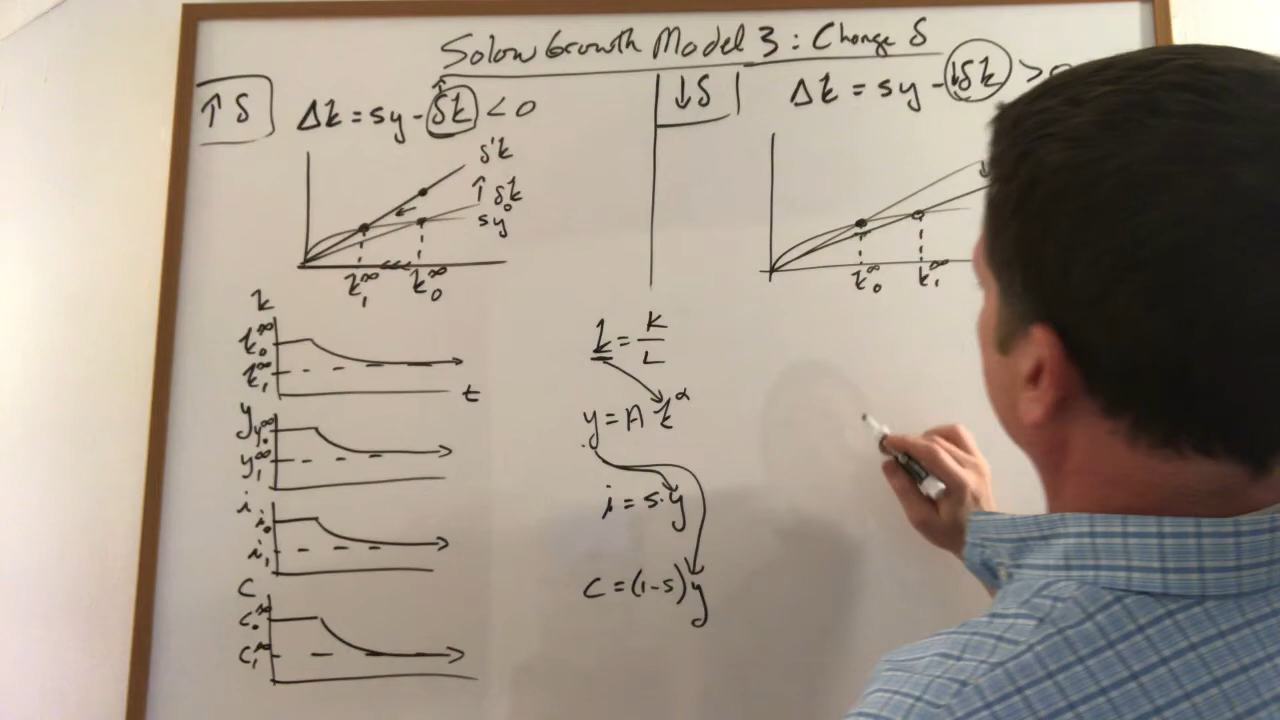 Solow Growth Model 3: Change δ
↑ δ
Δk = sy - ↑δk < 0
δ'k
↑ δk
sy
k₁^∞
k₀^∞
k
k₀^∞
k₁^∞
t
y
y₀^∞
y₁^∞
i
i₀
i₁
c
c₀^∞
c₁^∞
k = K/L
y = A k^α
i = s·y
c = (1-s)y
↓δ
Δk = sy - ↓δk > 0
k₀^∞
k₁^∞